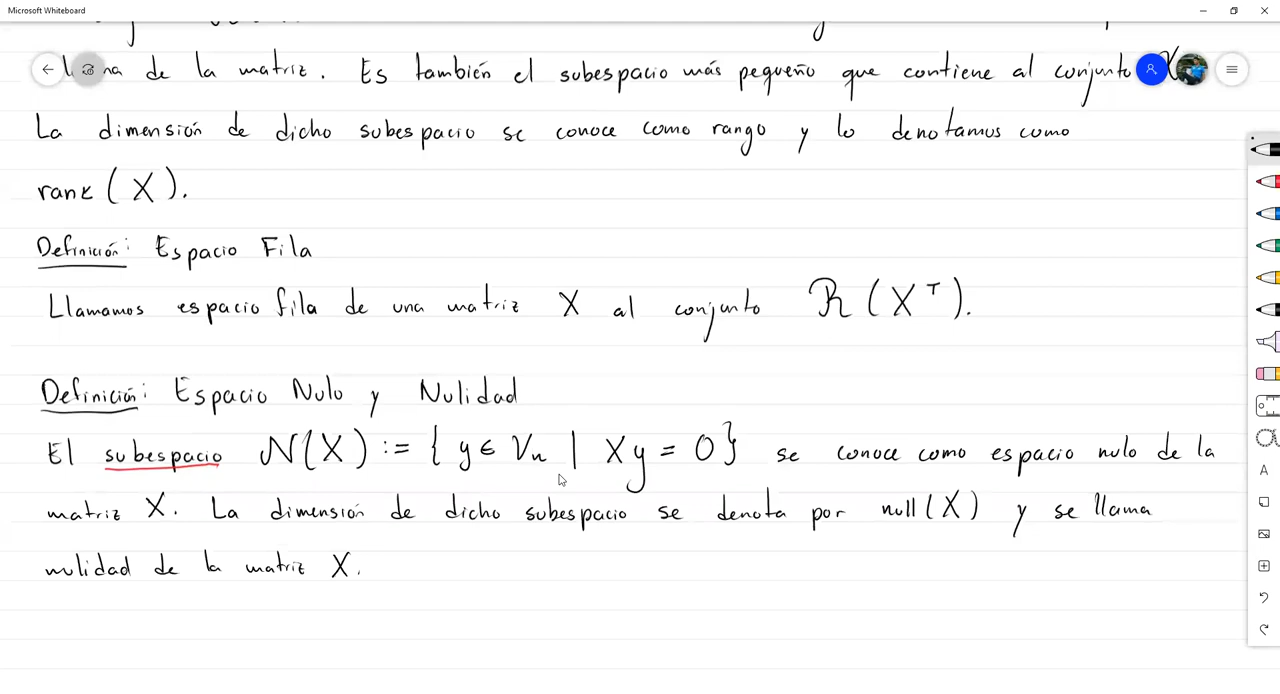 Microsoft Whiteboard
na de la matriz. Es también el subespacio más pequeño que contiene al conjunto X
La dimensión de dicho subespacio se conoce como rango y lo denotamos como
rank (X).
Definición: Espacio Fila
Llamamos espacio fila de una matriz X al conjunto ℛ(Xᵀ).
Definición: Espacio Nulo y Nulidad
El subespacio 𝒩(X) := { y ∈ Vₙ | Xy = 0} se conoce como espacio nulo de la
matriz X. La dimensión de dicho subespacio se denota por null(X) y se llama
nulidad de la matriz X.
A